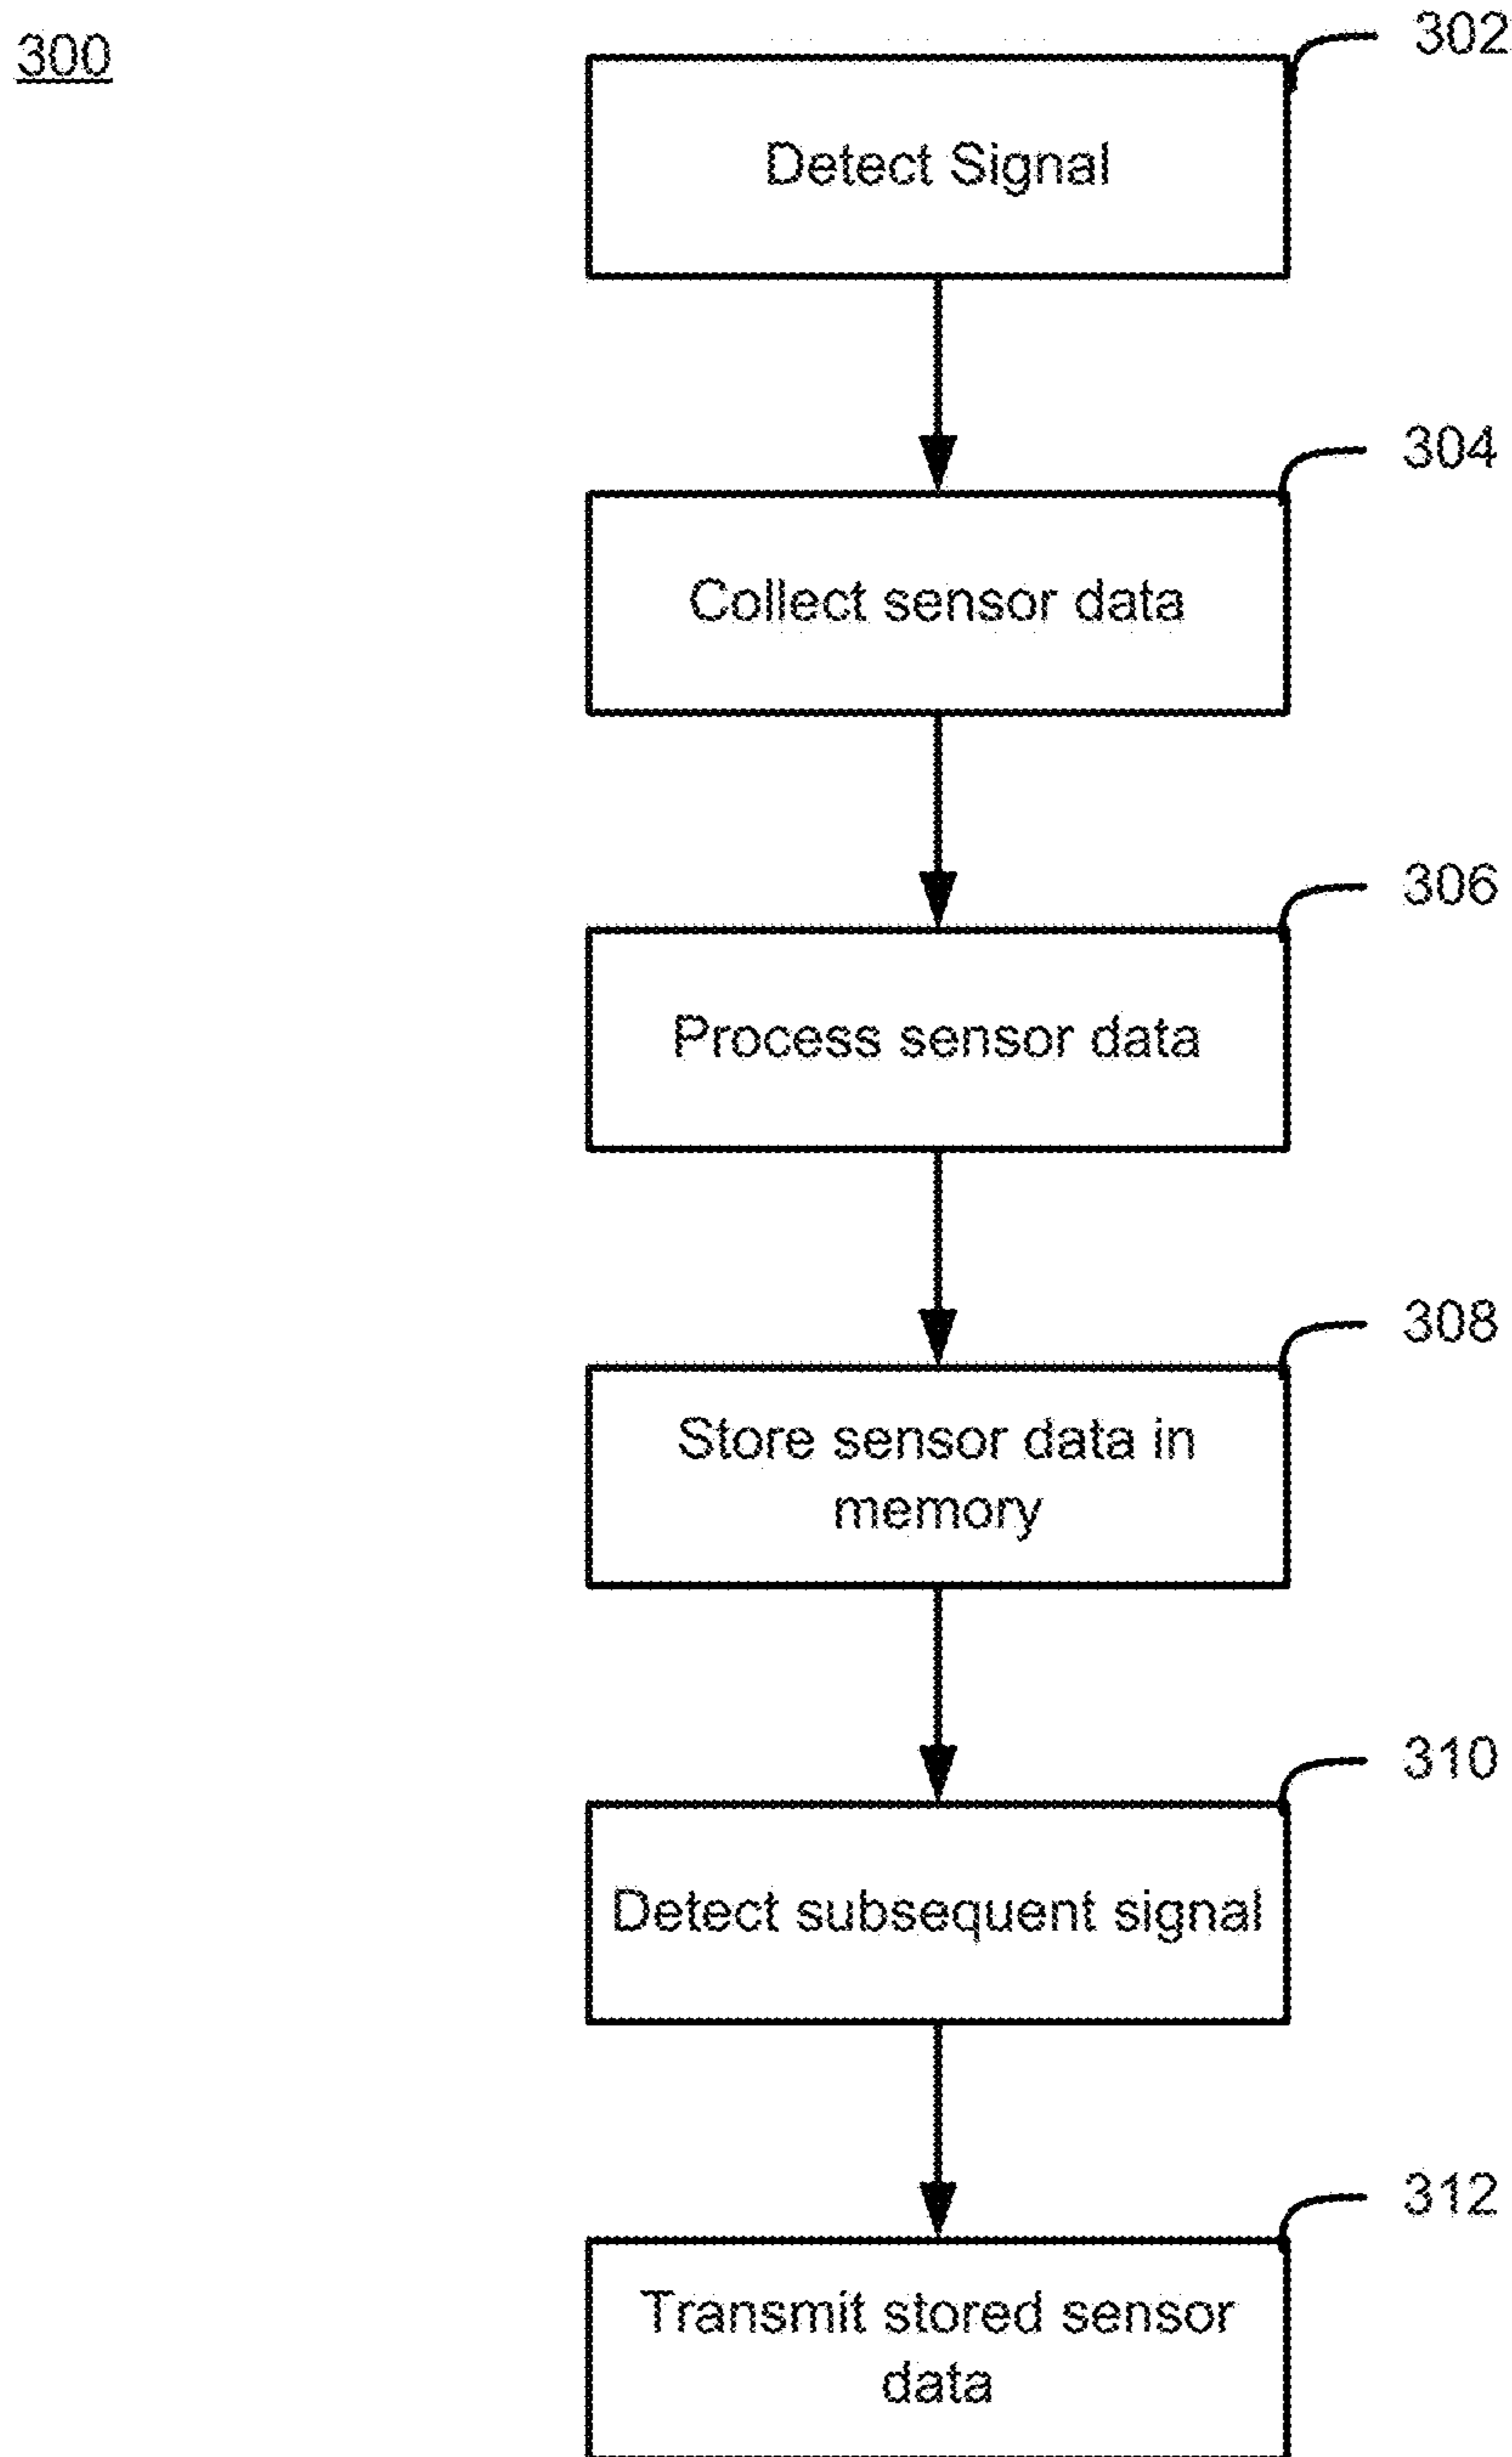 300
302
Detect Signal
304
Collect sensor data
306
Process sensor data
308
Store sensor data in
memory
310
Detect subsequent signal
312
Transmit stored sensor
data